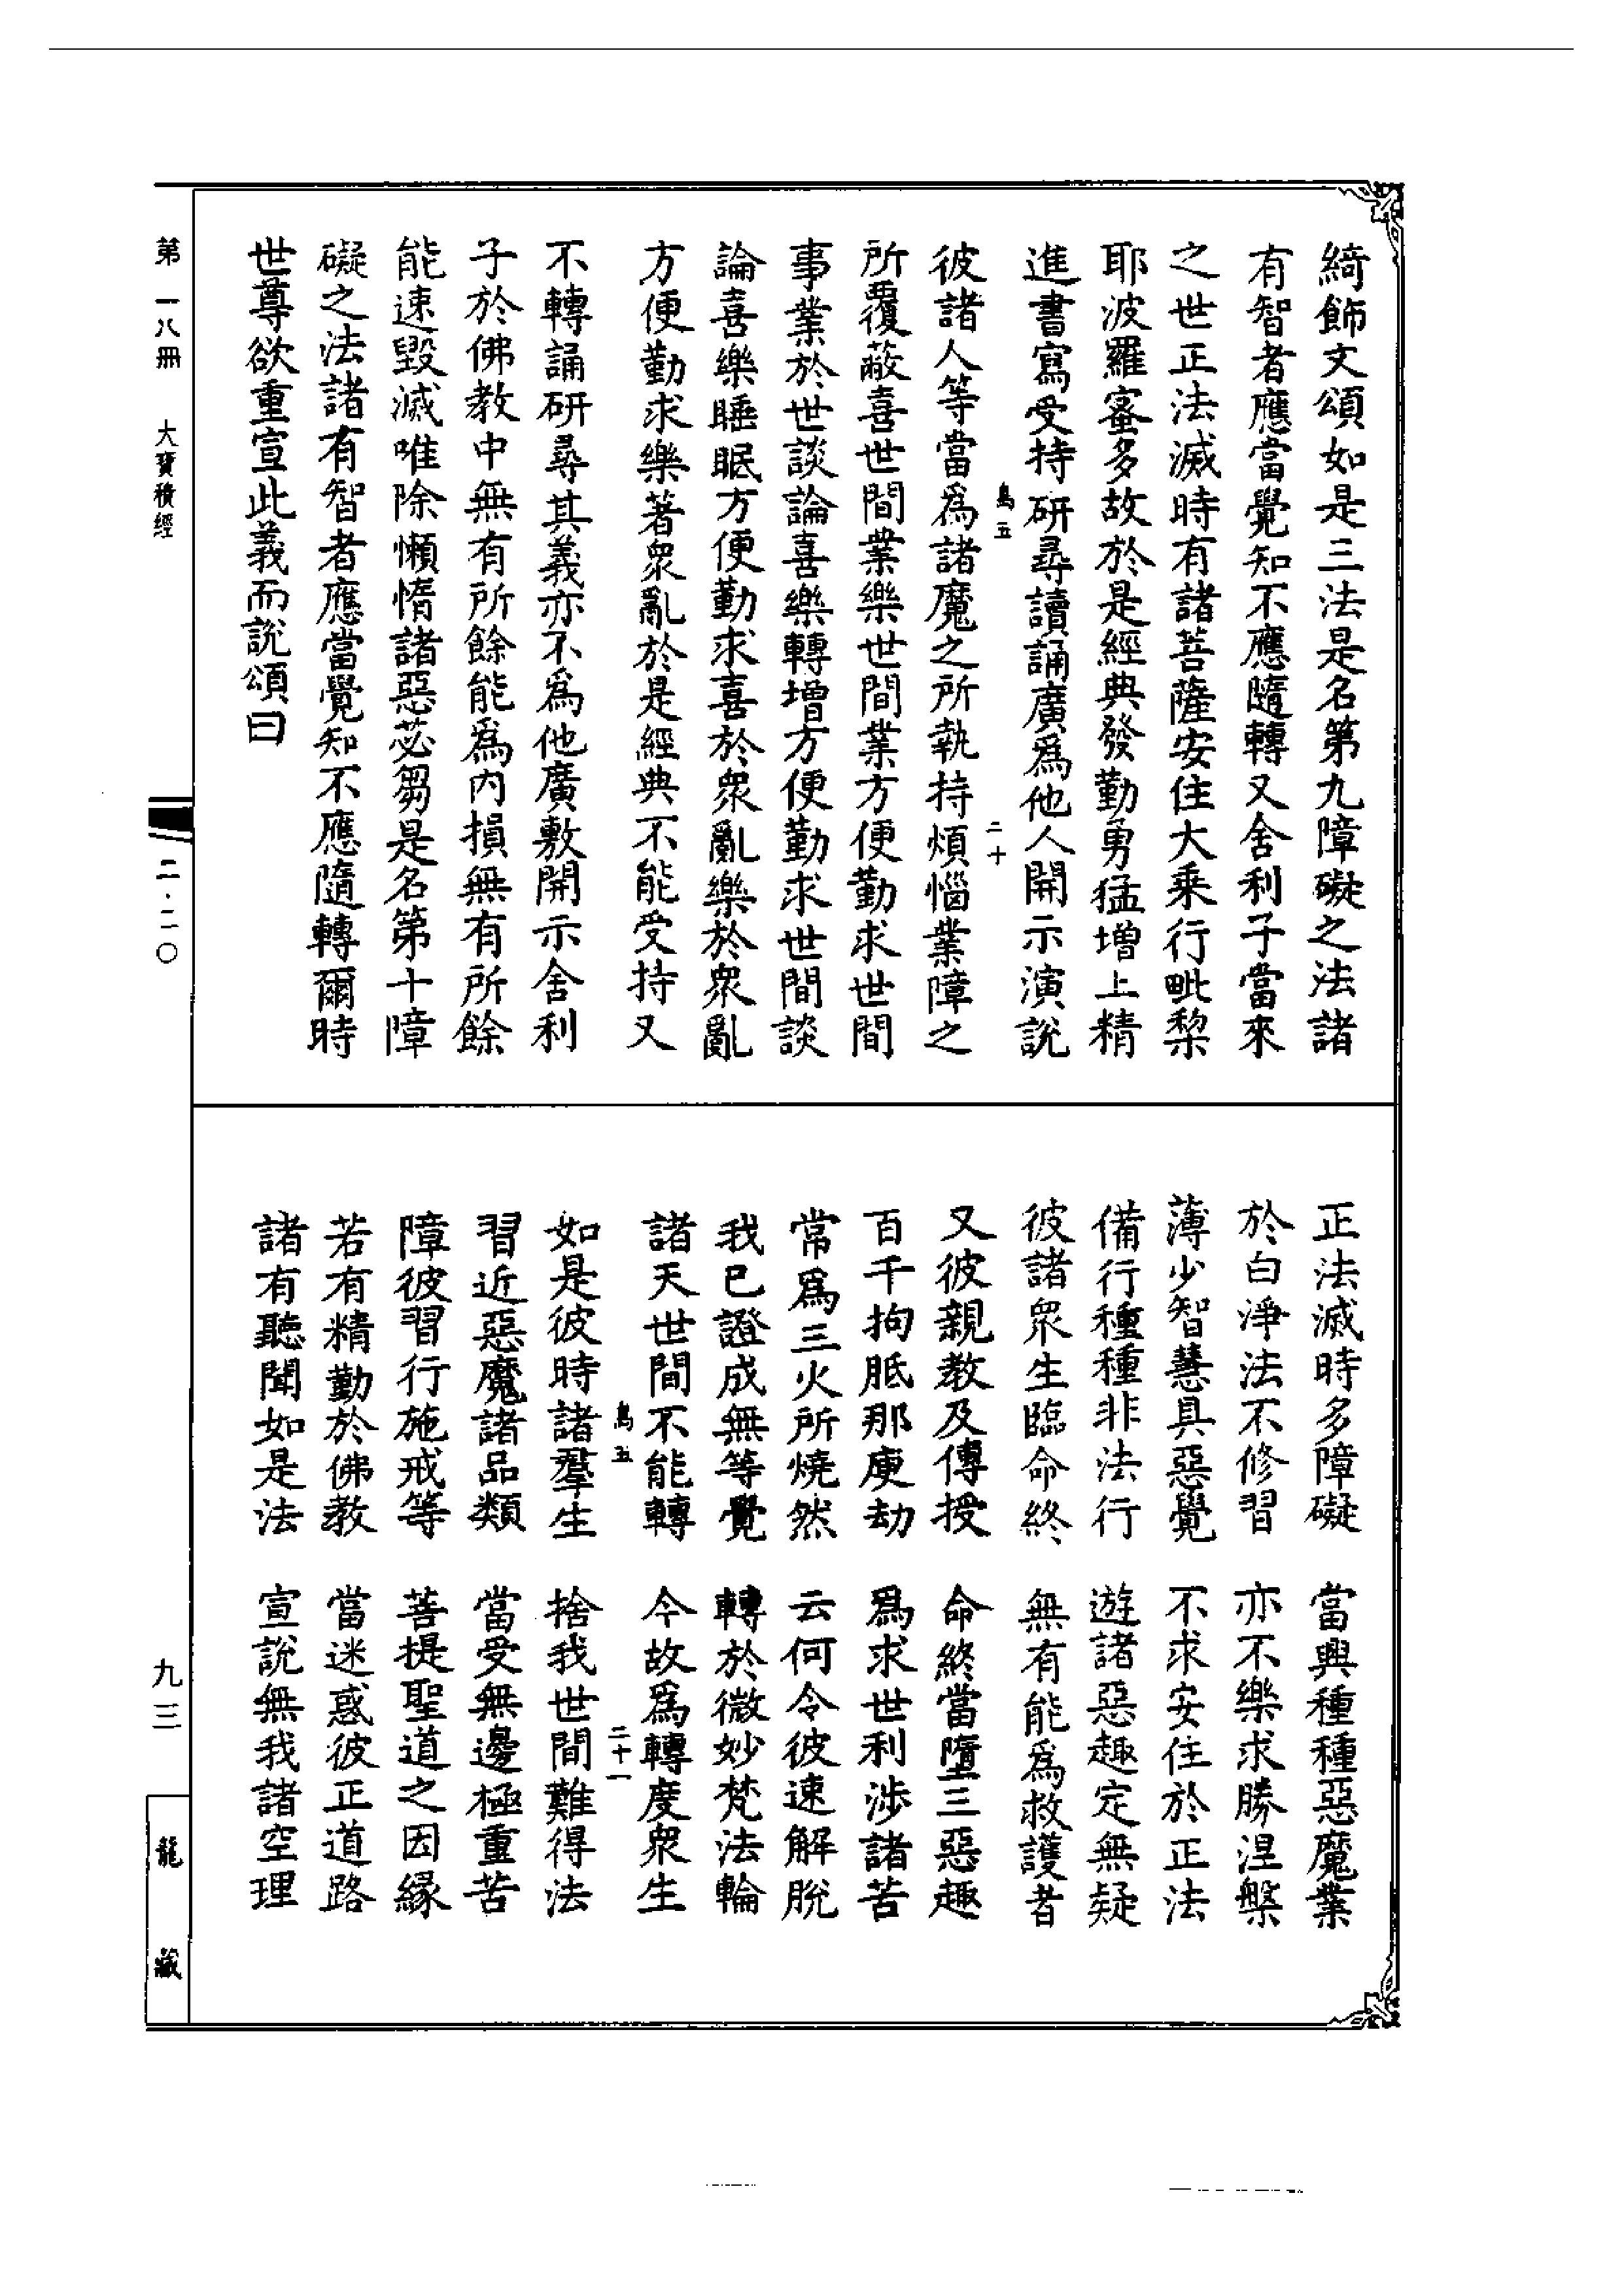 綺飾文頌如是三法是名第九障礙之法諸
有智者應當覺知不應隨轉又舍利子當來
之世正法滅時有諸菩薩安住大乘行毗棃
耶波羅蜜多故於是經典發勤勇猛增上精
進書寫受持研尋讀誦廣爲他人開示演說
彼諸人等當爲諸魔之所執持煩惱業障之
所覆蔽喜世間業樂世間業方便勤求世間
事業於世談論喜樂轉增方便勤求世間談
論喜樂睡眠方便勤求喜於衆亂樂於衆亂
方便勤求樂著衆亂於是經典不能受持又
不轉誦研尋其義亦不爲他廣敷開示舍利
子於佛教中無有所餘能爲內損無有所餘
能速毀滅唯除懶惰諸惡苾芻是名第十障
礙之法諸有智者應當覺知不應隨轉爾時
世尊欲重宣此義而說頌曰
正法滅時多障礙 當興種種惡魔業
於白淨法不修習 亦不樂求勝涅槃
薄少智慧具惡覺 不求安住於正法
備行種種非法行 遊諸惡趣定無疑
彼諸衆生臨命終 無有能爲救護者
又彼親教及傳授 命終當墮三惡趣
百千拘胝那庾劫 爲求世利涉諸苦
常爲三火所燒然 云何令彼速解脫
我已證成無等覺 轉於微妙梵法輪
諸天世間不能轉 今故爲轉度衆生
如是彼時諸羣生 捨我世間難得法
習近惡魔諸品類 當受無邊極重苦
障彼習行施戒等 菩提聖道之因緣
若有精勤於佛教 當迷惑彼正道路
諸有聽聞如是法 宣說無我諸空理
鳥五
二十
鳥五
二十一
第一八冊 大寶積經
二·二〇
九三
龍藏